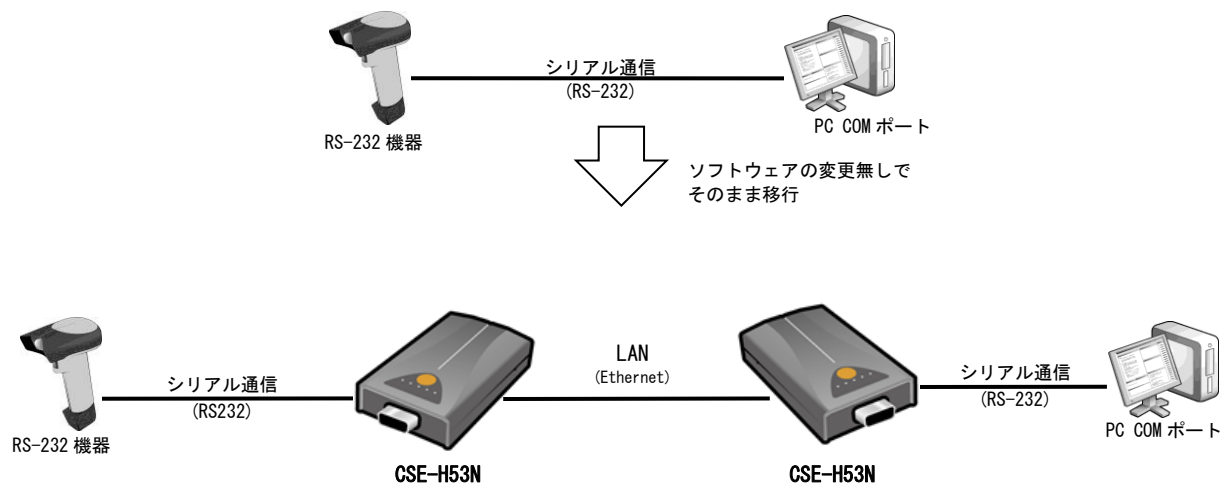 シリアル通信
(RS-232)
RS-232 機器
PC COM ポート
ソフトウェアの変更無しで
そのまま移行
LAN
(Ethernet)
シリアル通信
(RS232)
シリアル通信
(RS-232)
RS-232 機器
PC COM ポート
CSE-H53N
CSE-H53N